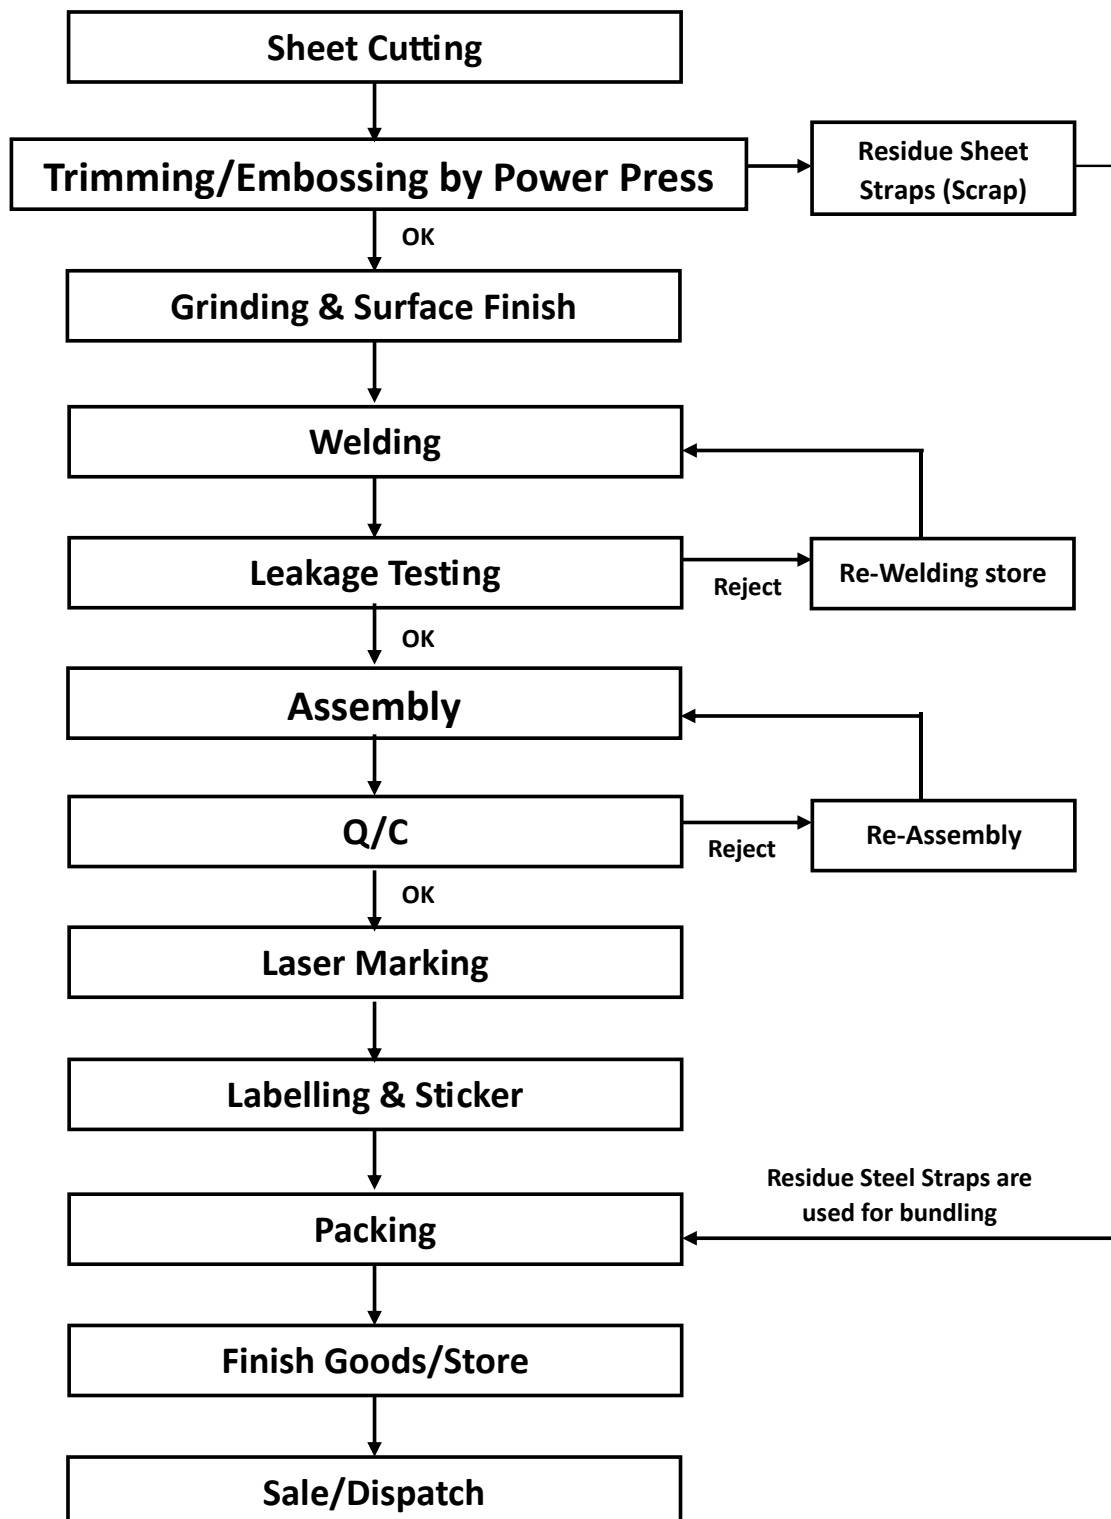 Sheet Cutting
Trimming/Embossing by Power Press
Residue Sheet
Straps (Scrap)
OK
Grinding & Surface Finish
Welding
Leakage Testing
Reject
Re-Welding store
OK
Assembly
Q/C
Reject
Re-Assembly
OK
Laser Marking
Labelling & Sticker
Residue Steel Straps are
used for bundling
Packing
Finish Goods/Store
Sale/Dispatch